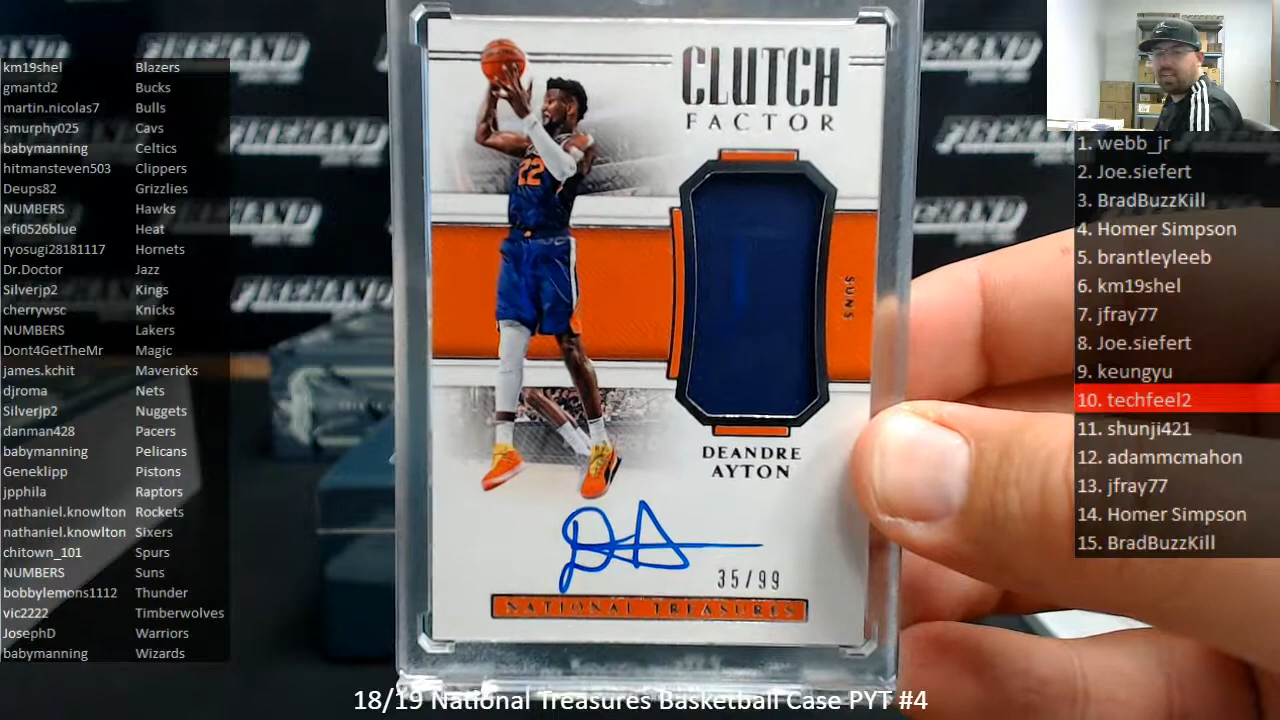 km19shel Blazers
gmantd2 Bucks
martin.nicolas7 Bulls
smurphy025 Cavs
babymanning Celtics
hitmansteven503 Clippers
Deups82 Grizzlies
NUMBERS Hawks
efi0526blue Heat
ryosugi28181117 Hornets
Dr.Doctor Jazz
Silverjp2 Kings
cherrywsc Knicks
NUMBERS Lakers
Dont4GetTheMr Magic
james.kchit Mavericks
djroma Nets
Silverjp2 Nuggets
danman428 Pacers
babymanning Pelicans
Geneklipp Pistons
jpphila Raptors
nathaniel.knowlton Rockets
nathaniel.knowlton Sixers
chitown_101 Spurs
NUMBERS Suns
bobbylemons1112 Thunder
vic2222 Timberwolves
JosephD Warriors
babymanning Wizards
CLUTCH
FACTOR
22
SUNS
DEANDRE
AYTON
35/99
NATIONAL TREASURES
1. webb_jr
2. Joe.siefert
3. BradBuzzKill
4. Homer Simpson
5. brantleyleeb
6. km19shel
7. jfray77
8. Joe.siefert
9. keungyu
10. techfeel2
11. shunji421
12. adammcmahon
13. jfray77
14. Homer Simpson
15. BradBuzzKill
18/19 National Treasures Basketball Case PYT #4